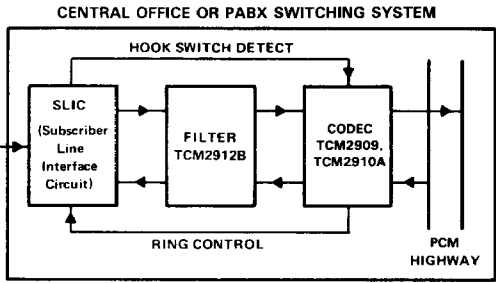 CENTRAL OFFICE OR PABX SWITCHING SYSTEM
HOOK SWITCH DETECT
SLIC
(Subscriber
Line
Interface
Circuit)
FILTER
TCM2912B
CODEC
TCM2909,
TCM2910A
RING CONTROL
PCM
HIGHWAY